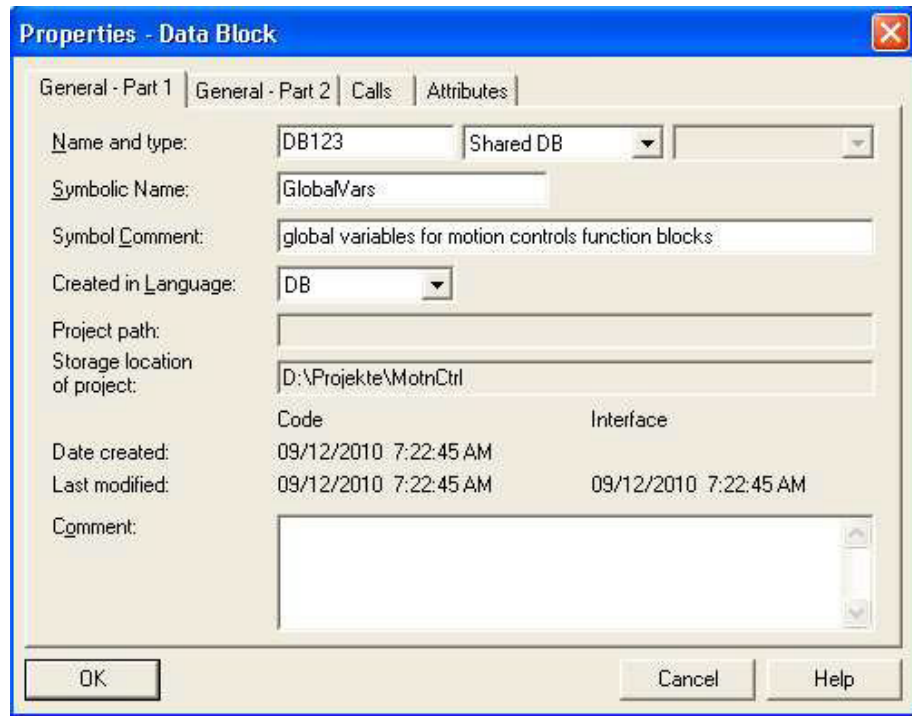 Properties - Data Block
General - Part 1 General - Part 2 Calls Attributes
Name and type: DB123 Shared DB
Symbolic Name: GlobalVars
Symbol Comment: global variables for motion controls function blocks
Created in Language: DB
Project path:
Storage location
of project: D:\Projekte\MotnCtrl
Code Interface
Date created: 09/12/2010 7:22:45 AM
Last modified: 09/12/2010 7:22:45 AM 09/12/2010 7:22:45 AM
Comment:
OK Cancel Help